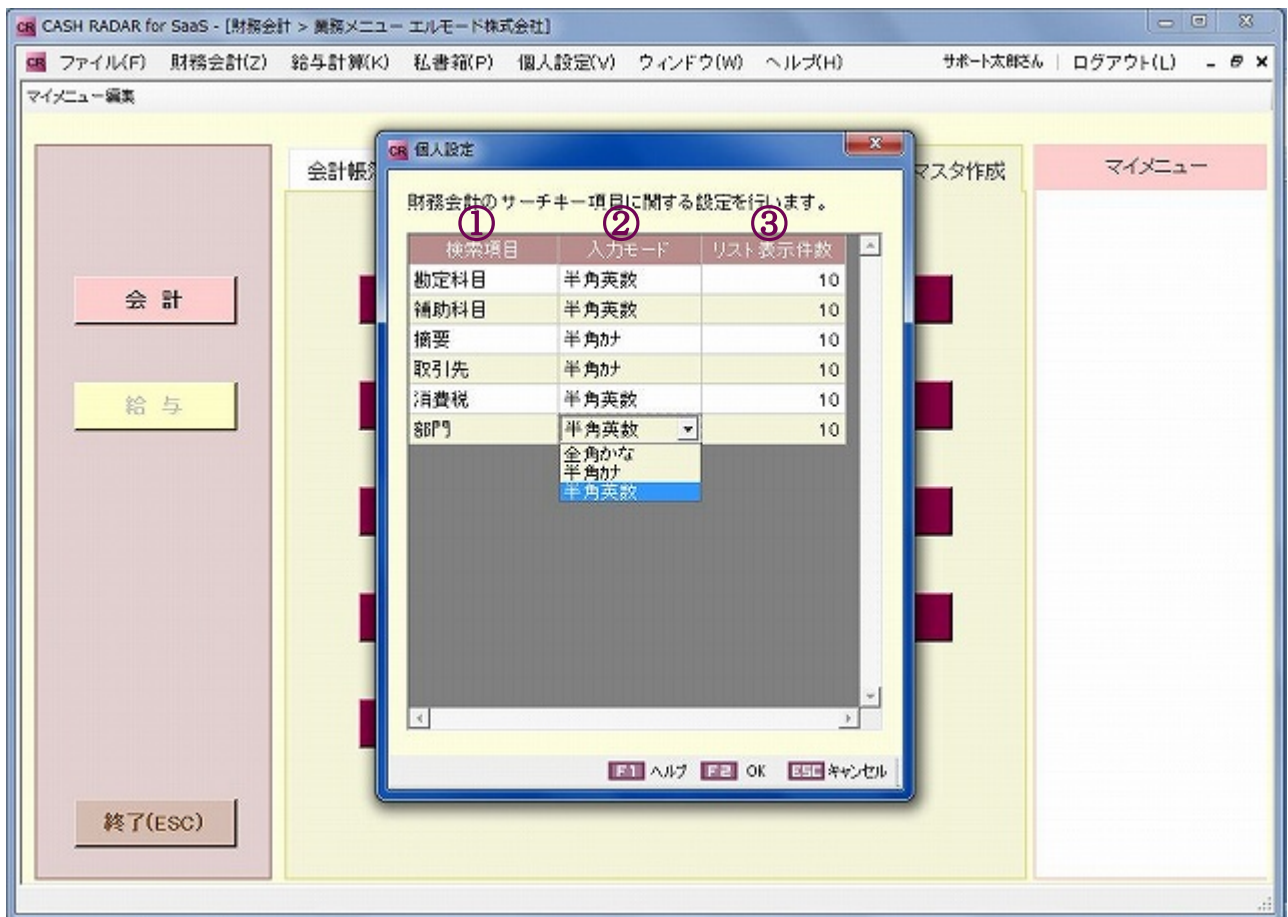 CR CASH RADAR for SaaS - [財務会計 > 業務メニュー エルモード株式会社]
CR ファイル(F) 財務会計(Z) 給与計算(K) 私書箱(P) 個人設定(V) ウィンドウ(W) ヘルプ(H) サポート太郎さん | ログアウト(L)
マイメニュー編集
CR 個人設定
会計帳 マスタ作成 マイメニュー
財務会計のサーチキー項目に関する設定を行います。
① ② ③
検索項目 入力モード リスト表示件数
勘定科目 半角英数 10
補助科目 半角英数 10
摘要 半角ｶﾅ 10
取引先 半角ｶﾅ 10
消費税 半角英数 10
部門 半角英数 10
全角かな
半角ｶﾅ
半角英数
会 計
給 与
F1 ヘルプ F2 OK ESC キャンセル
終了(ESC)